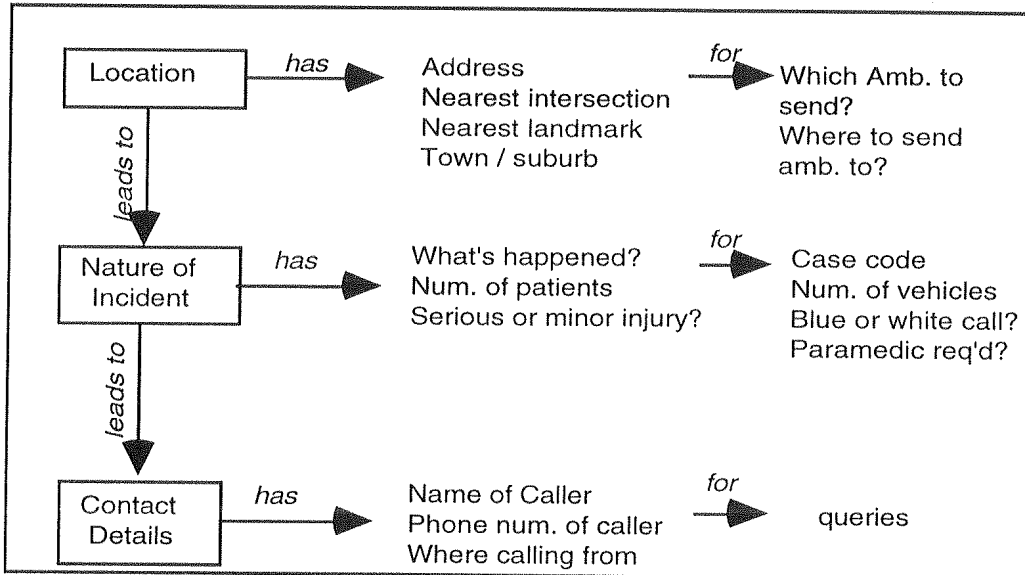 Location
has
Address
Nearest intersection
Nearest landmark
Town / suburb
for
Which Amb. to
send?
Where to send
amb. to?
leads to
Nature of
Incident
has
What's happened?
Num. of patients
Serious or minor injury?
for
Case code
Num. of vehicles
Blue or white call?
Paramedic req'd?
leads to
Contact
Details
has
Name of Caller
Phone num. of caller
Where calling from
for
queries